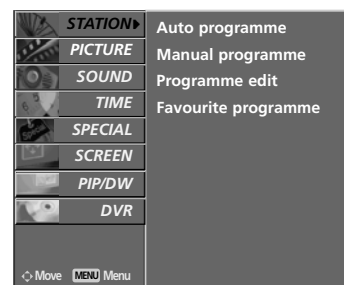 STATION
PICTURE
SOUND
TIME
SPECIAL
SCREEN
PIP/DW
DVR
Move MENU Menu
Auto programme
Manual programme
Programme edit
Favourite programme